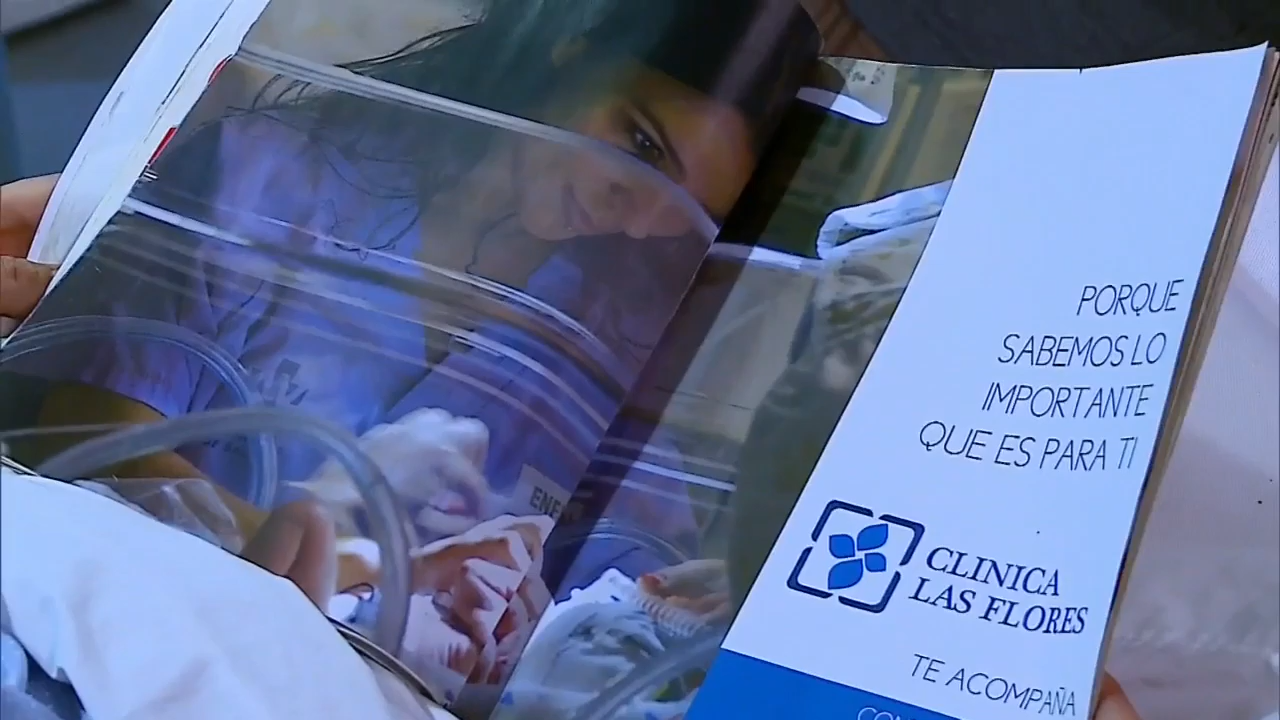 PORQUE
SABEMOS LO
IMPORTANTE
QUE ES PARA TI
CLINICA
LAS FLORES
TE ACOMPAÑA